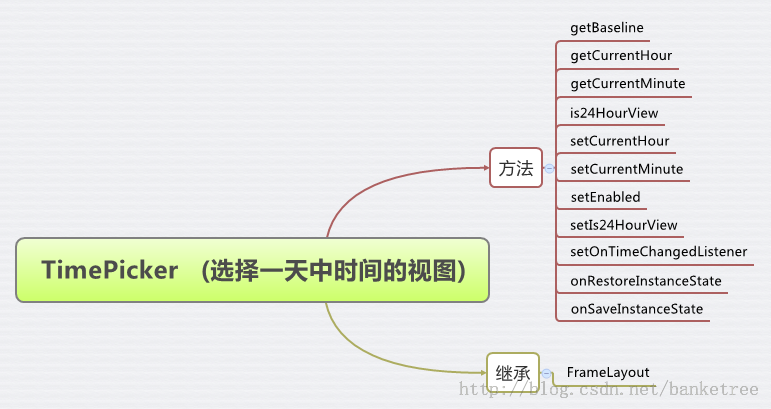 getBaseline
getCurrentHour
getCurrentMinute
is24HourView
setCurrentHour
方法
setCurrentMinute
setEnabled
setIs24HourView
setOnTimeChangedListener
TimePicker (选择一天中时间的视图)
onRestoreInstanceState
onSaveInstanceState
继承
FrameLayout
http://blog.csdn.net/banketree